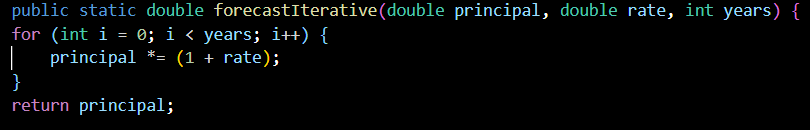 public static double forecastIterative(double principal, double rate, int years) {
for (int i = 0; i < years; i++) {
    principal *= (1 + rate);
}
return principal;